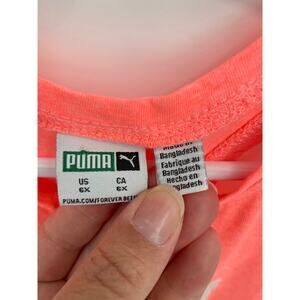 PUMA
US CA
6X 6X
PUMA.COM/FOREVER BETTER
Made in
Bangladesh
Fabriqué au
Bangladesh
Hecho en
Bangladesh